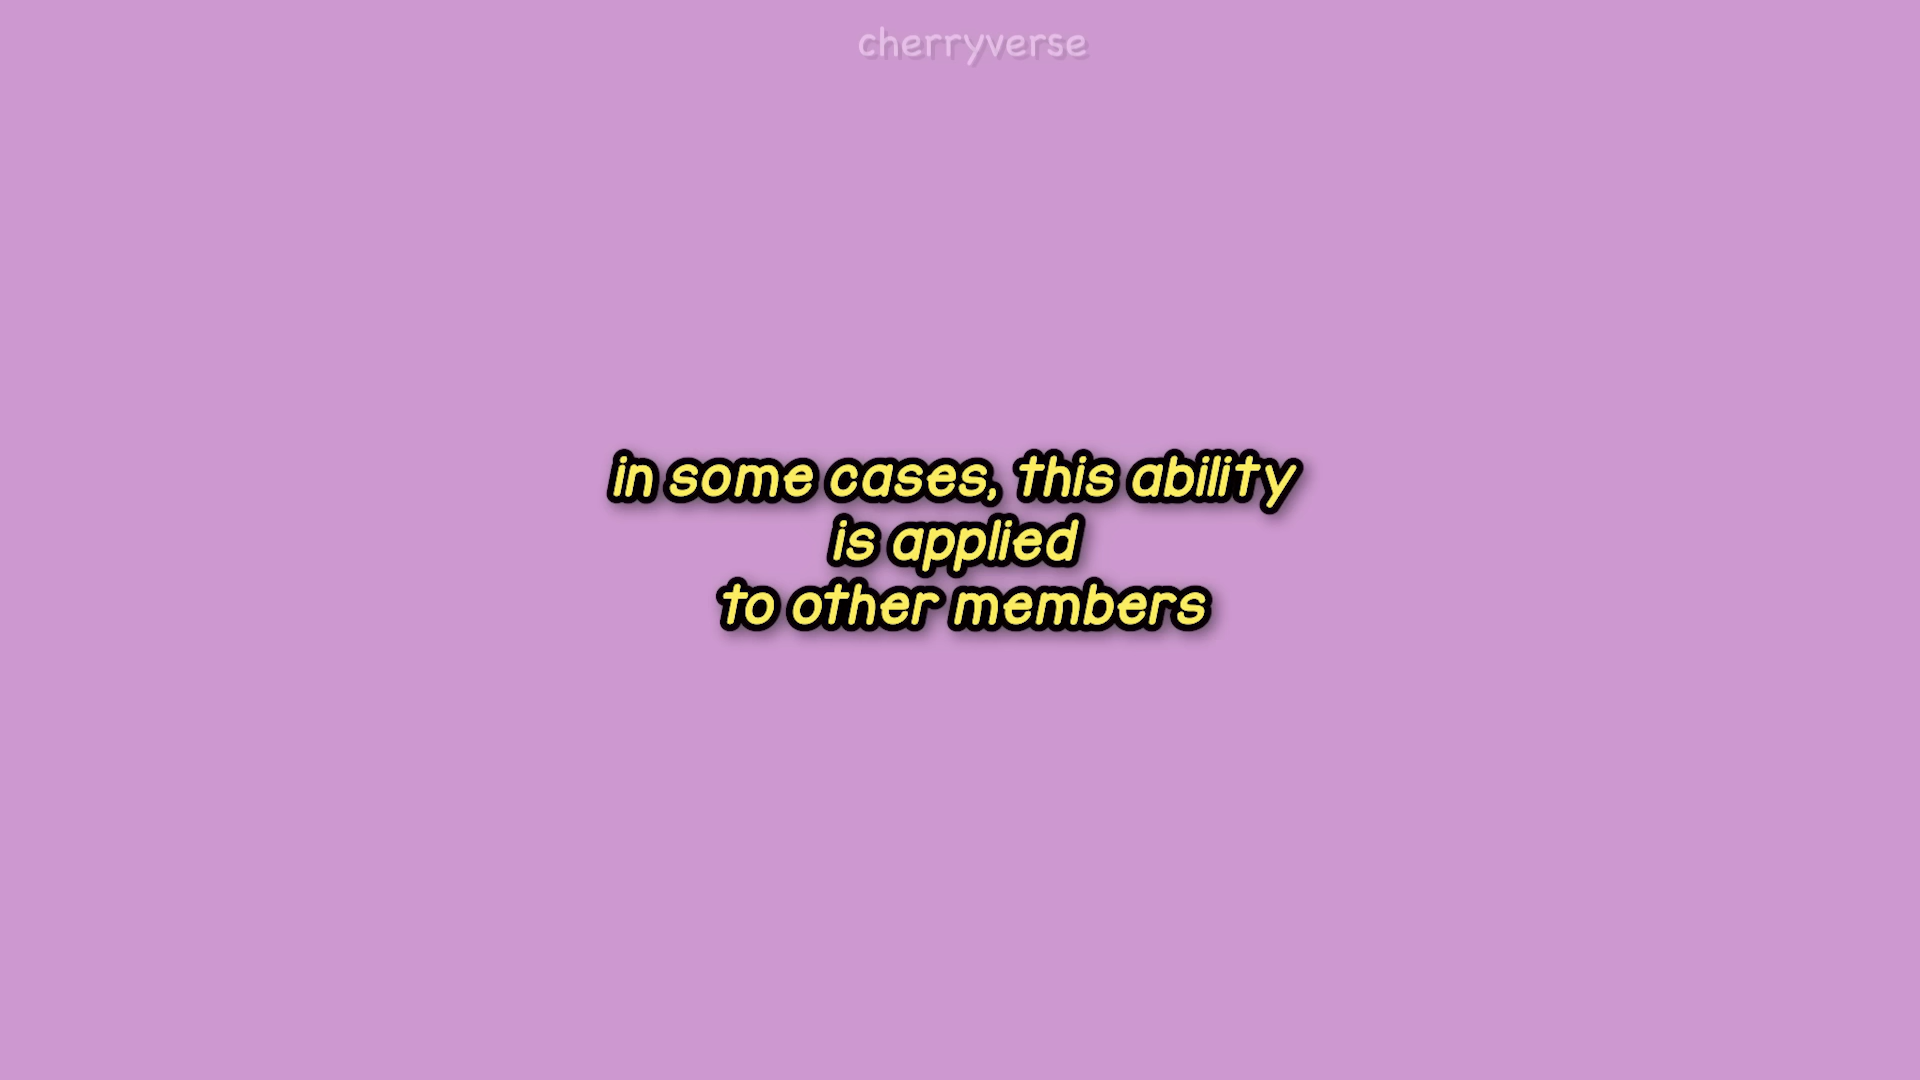 cherryverse
in some cases, this ability
is applied
to other members